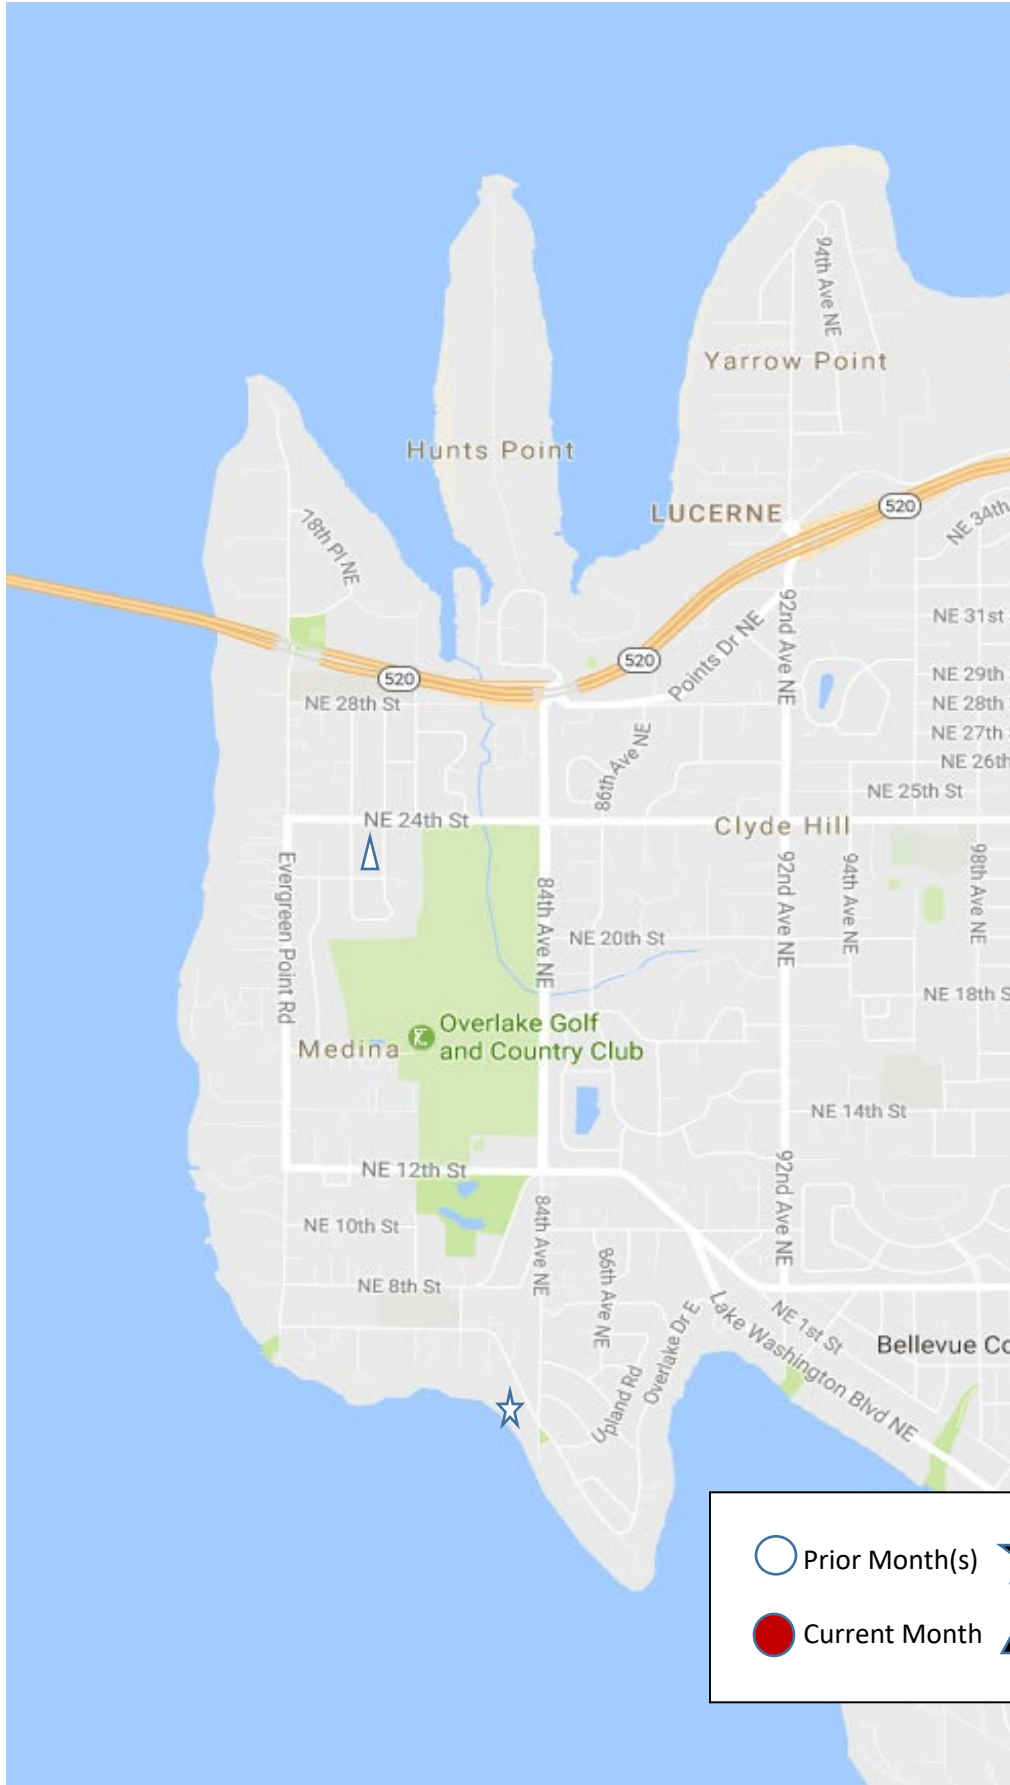 94th Ave NE
Yarrow Point
Hunts Point
LUCERNE
520
NE 34th
18th Pl NE
92nd Ave NE
NE 31st
Points Dr NE
520
520
NE 29th
NE 28th St
NE 28th
86th Ave NE
NE 27th
NE 26th
NE 25th St
NE 24th St
Clyde Hill
Evergreen Point Rd
84th Ave NE
92nd Ave NE
94th Ave NE
98th Ave NE
NE 20th St
NE 18th S
Overlake Golf
and Country Club
Medina
NE 14th St
NE 12th St
92nd Ave NE
84th Ave NE
NE 10th St
86th Ave NE
NE 8th St
Overlake Dr E
Lake Washington Blvd NE
NE 1st St
Bellevue Co
Upland Rd
Prior Month(s)
Current Month